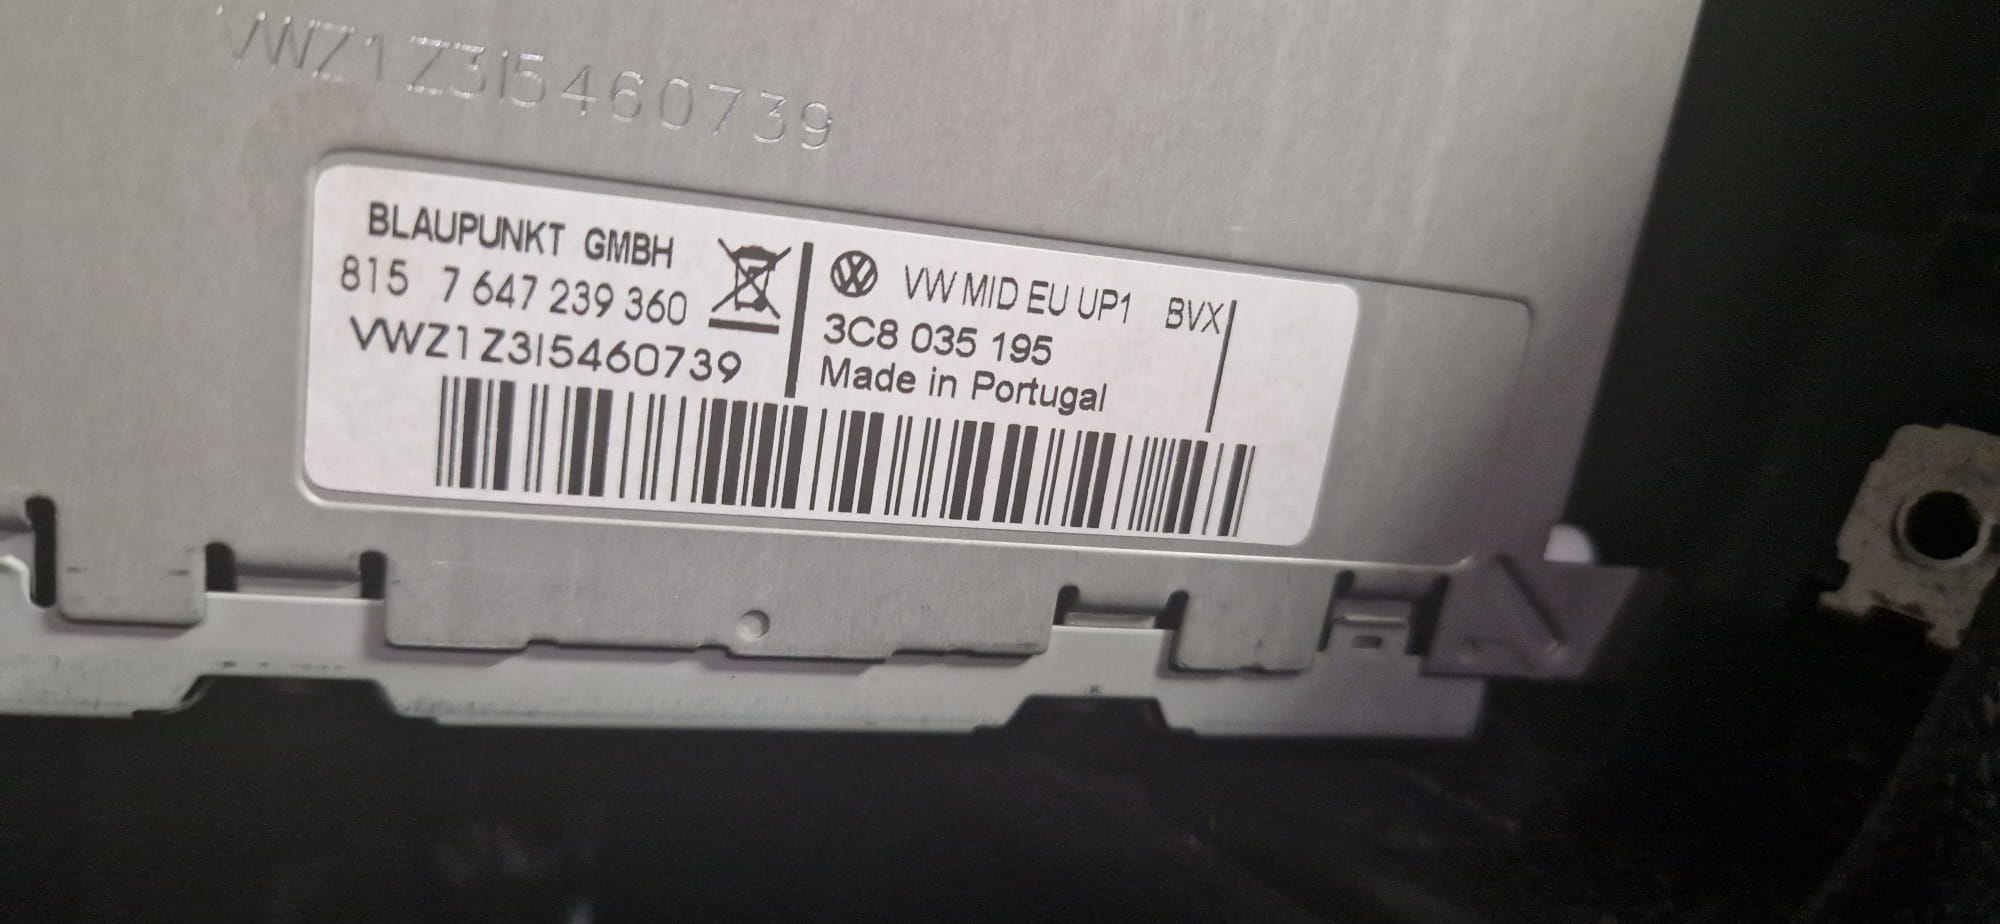 VWZ1Z3I5460739
BLAUPUNKT GMBH
815 7 647 239 360
VWZ1Z3I5460739
VW MID EU UP1 BVX
3C8 035 195
Made in Portugal